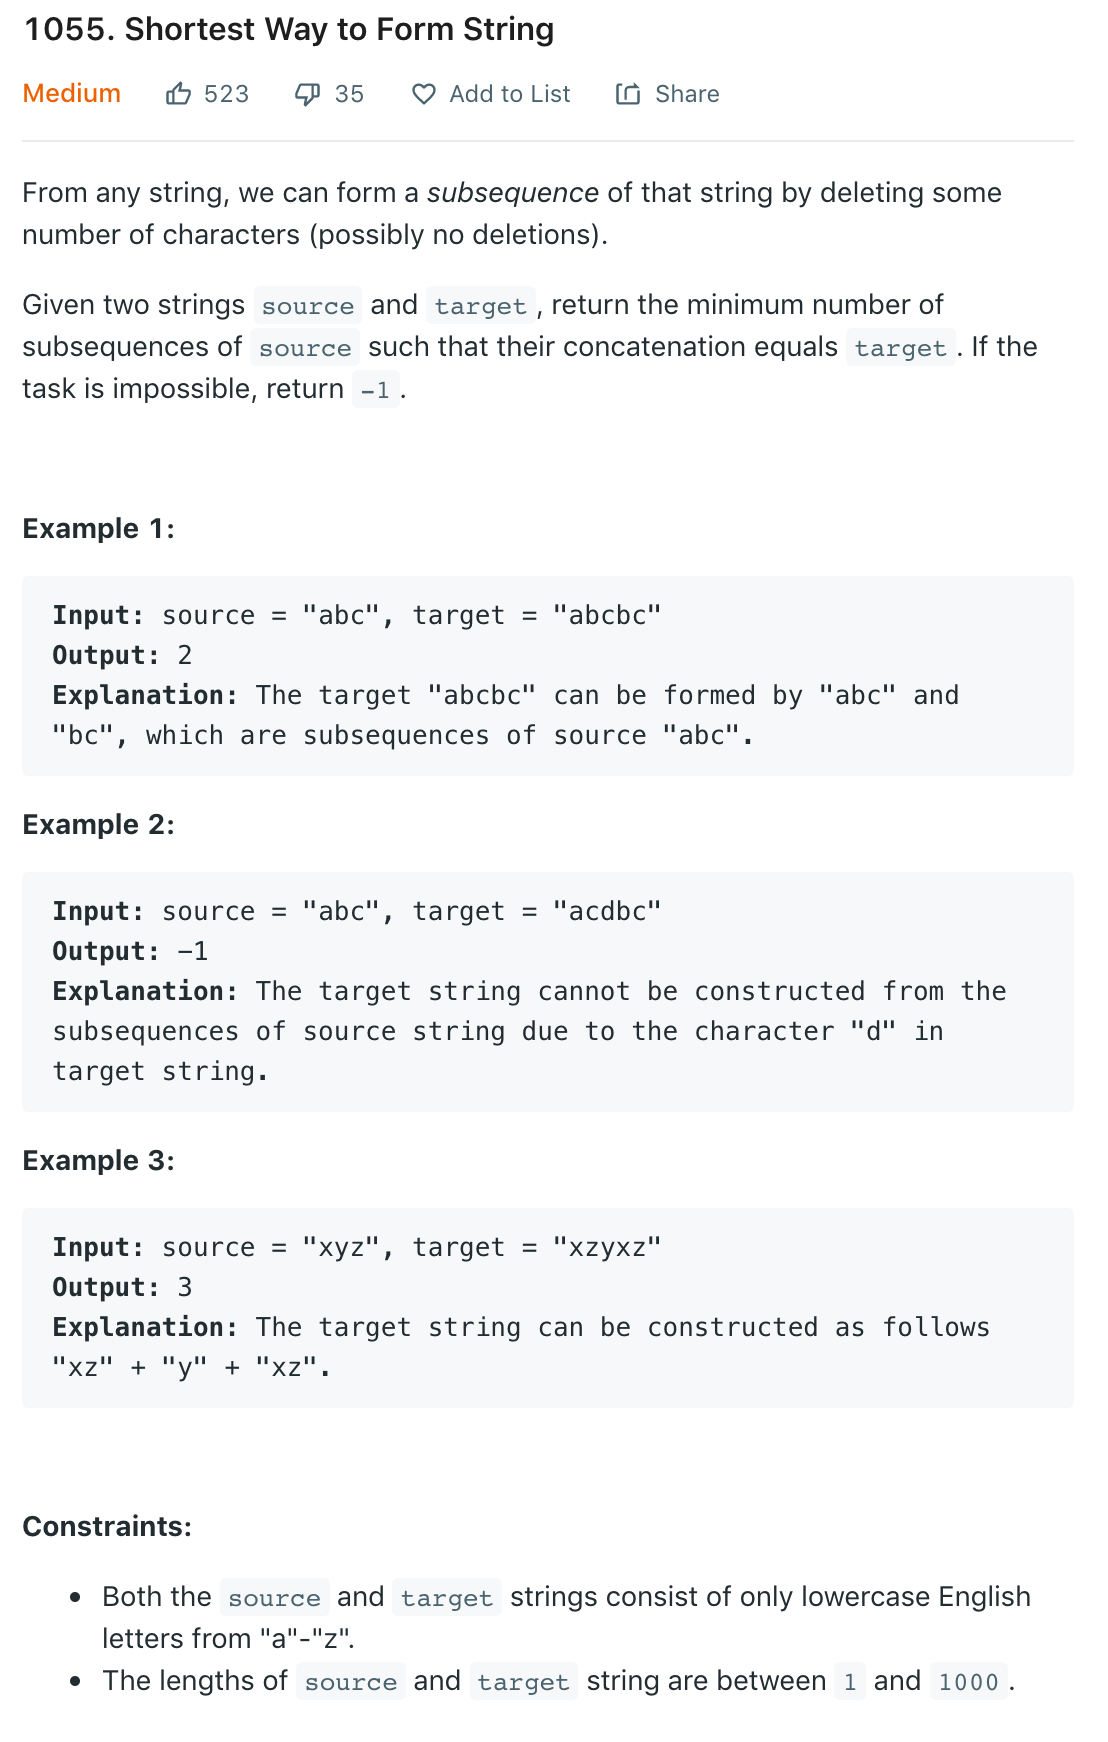 1055. Shortest Way to Form String
Medium 523 35 Add to List Share
From any string, we can form a subsequence of that string by deleting some
number of characters (possibly no deletions).
Given two strings source and target, return the minimum number of
subsequences of source such that their concatenation equals target. If the
task is impossible, return -1.
Example 1:
Input: source = "abc", target = "abcbc"
Output: 2
Explanation: The target "abcbc" can be formed by "abc" and
"bc", which are subsequences of source "abc".
Example 2:
Input: source = "abc", target = "acdbc"
Output: -1
Explanation: The target string cannot be constructed from the
subsequences of source string due to the character "d" in
target string.
Example 3:
Input: source = "xyz", target = "xzyxz"
Output: 3
Explanation: The target string can be constructed as follows
"xz" + "y" + "xz".
Constraints:
• Both the source and target strings consist of only lowercase English
letters from "a"-"z".
• The lengths of source and target string are between 1 and 1000.